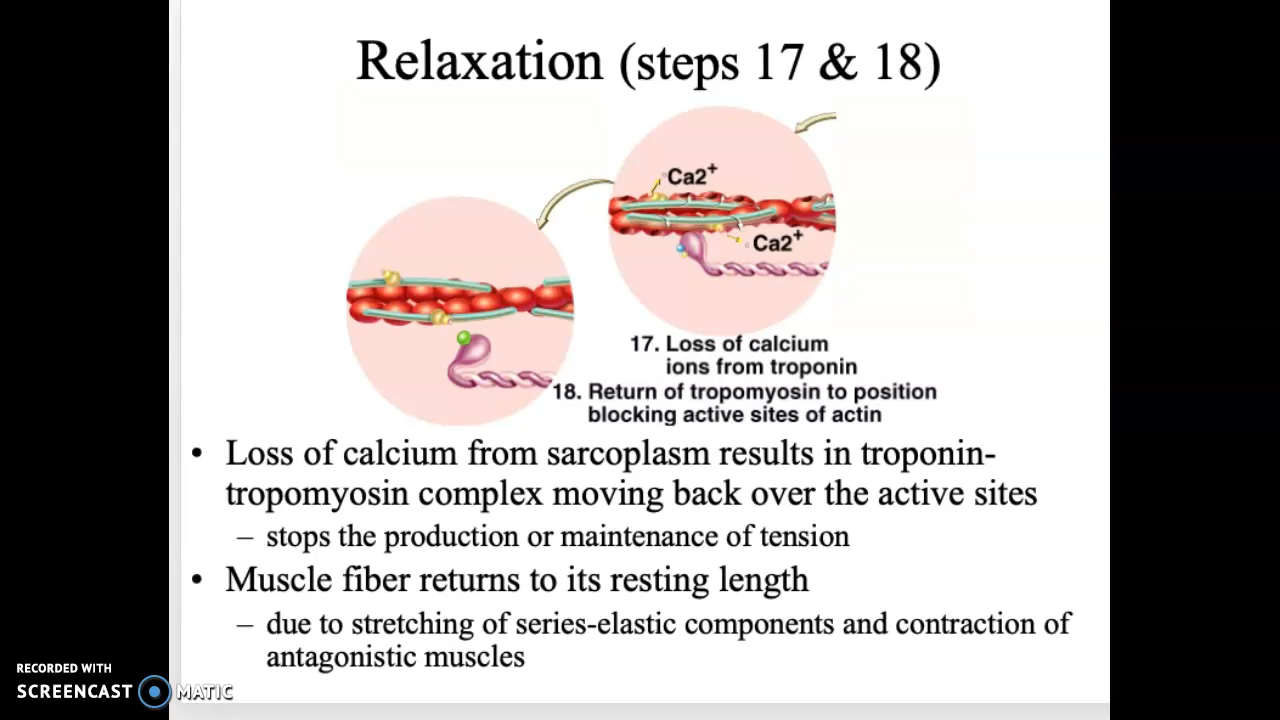 Relaxation (steps 17 & 18)
Ca2+
Ca2+
17. Loss of calcium
ions from troponin
18. Return of tropomyosin to position
blocking active sites of actin
• Loss of calcium from sarcoplasm results in troponin-
tropomyosin complex moving back over the active sites
– stops the production or maintenance of tension
• Muscle fiber returns to its resting length
– due to stretching of series-elastic components and contraction of
antagonistic muscles
RECORDED WITH
SCREENCAST MATIC